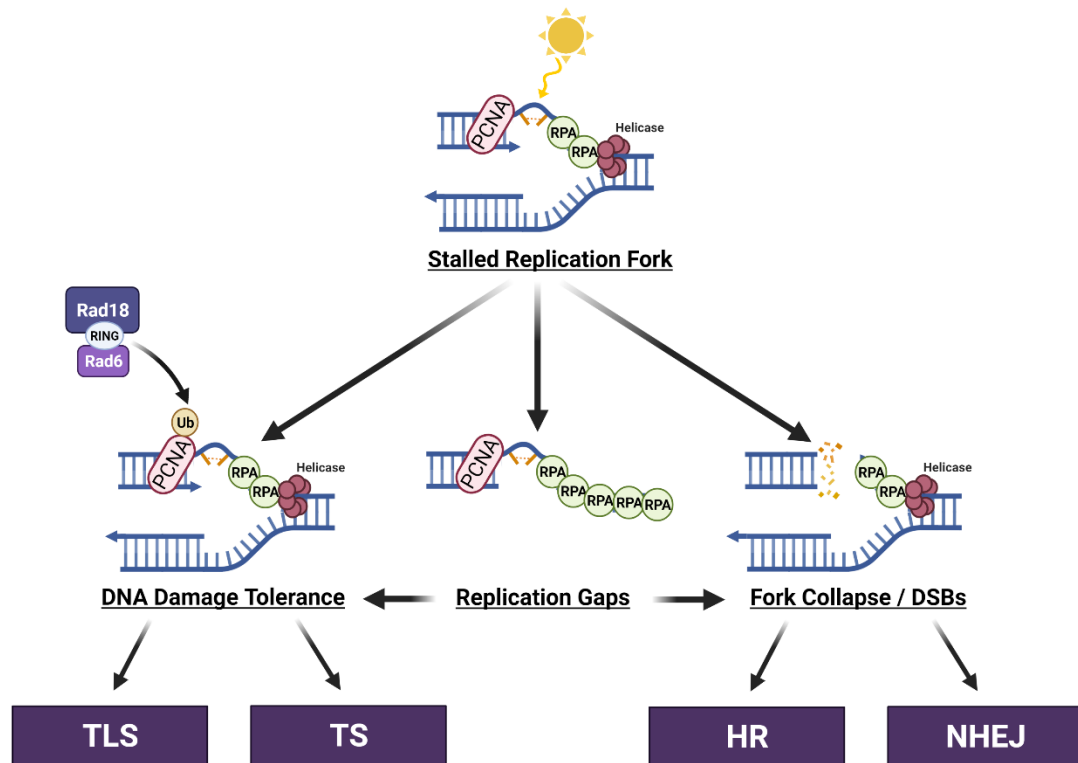 PCNA
RPA
RPA
Helicase
Stalled Replication Fork
Rad18
RING
Rad6
Ub
PCNA
RPA
RPA
Helicase
PCNA
RPA
RPA
RPA
RPA
RPA
RPA
RPA
Helicase
DNA Damage Tolerance
Replication Gaps
Fork Collapse / DSBs
TLS
TS
HR
NHEJ